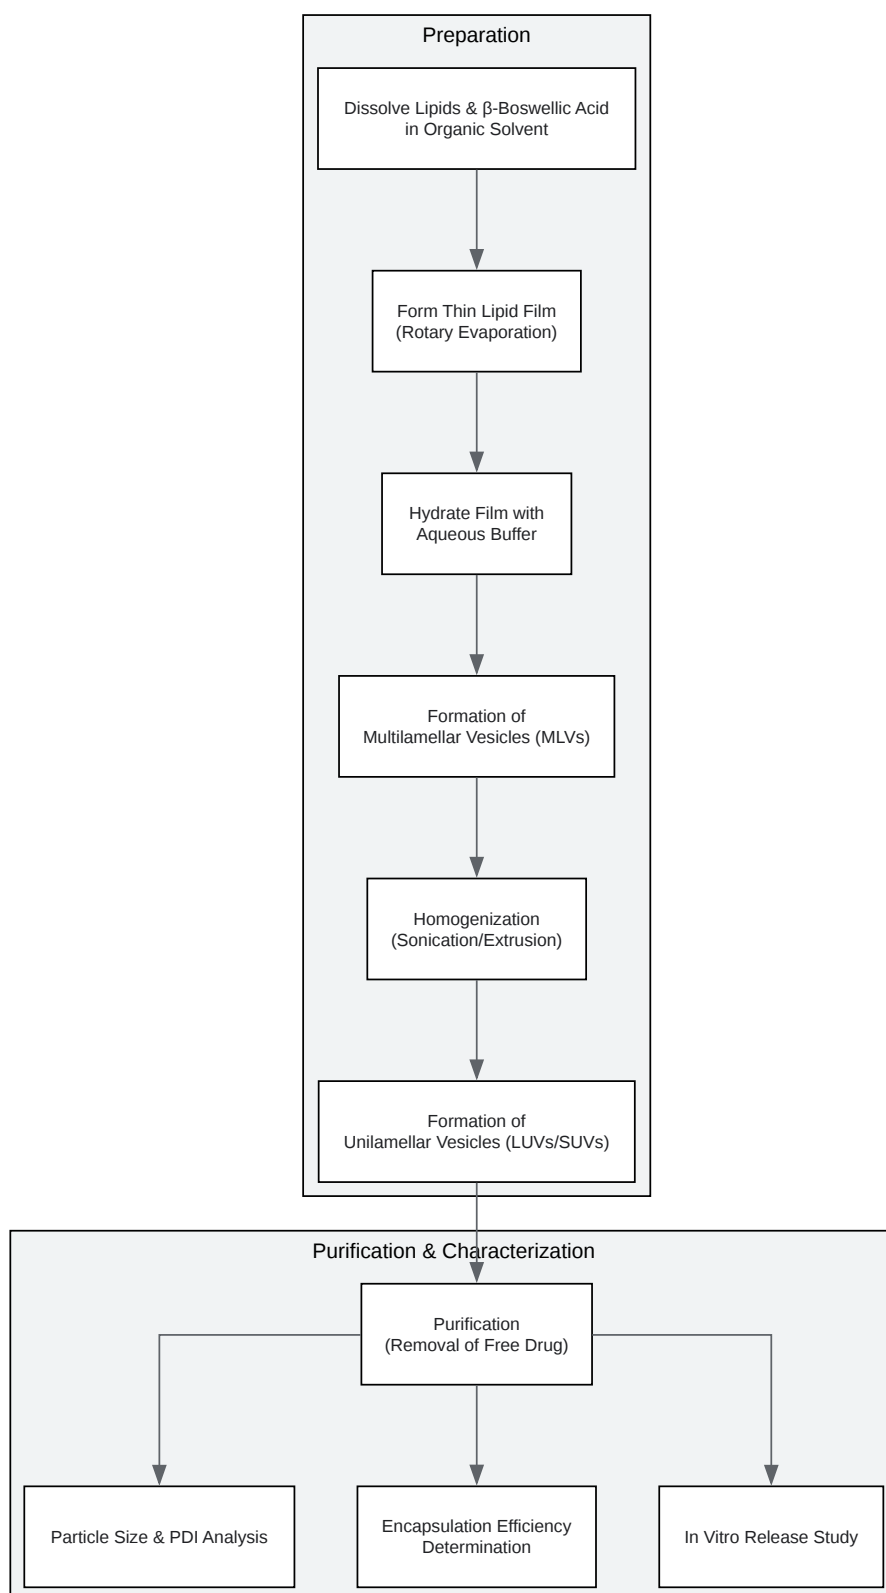 Preparation
Dissolve Lipids & β-Boswellic Acid
in Organic Solvent
Form Thin Lipid Film
(Rotary Evaporation)
Hydrate Film with
Aqueous Buffer
Formation of
Multilamellar Vesicles (MLVs)
Homogenization
(Sonication/Extrusion)
Formation of
Unilamellar Vesicles (LUVs/SUVs)
Purification & Characterization
Purification
(Removal of Free Drug)
Particle Size & PDI Analysis
Encapsulation Efficiency
Determination
In Vitro Release Study